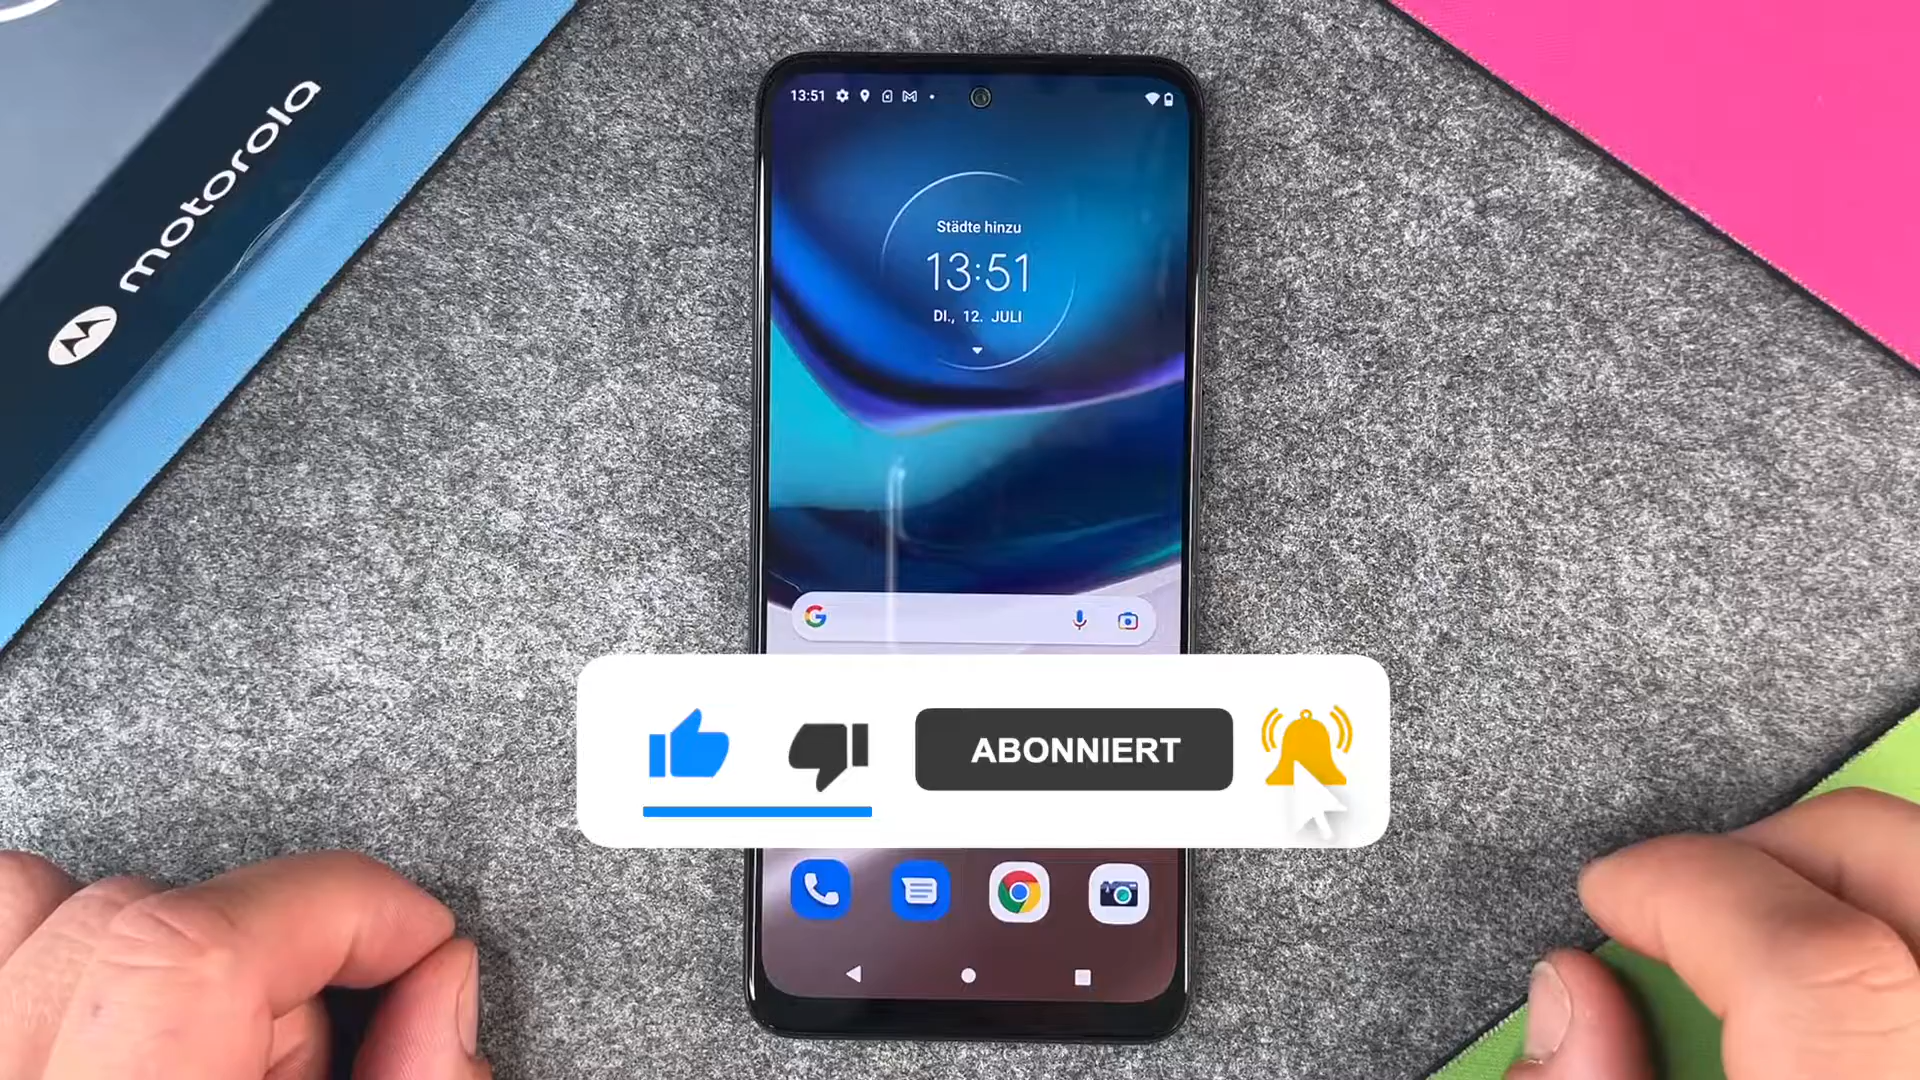 motorola
13:51
Städte hinzu
13:51
DI., 12. JULI
ABONNIERT